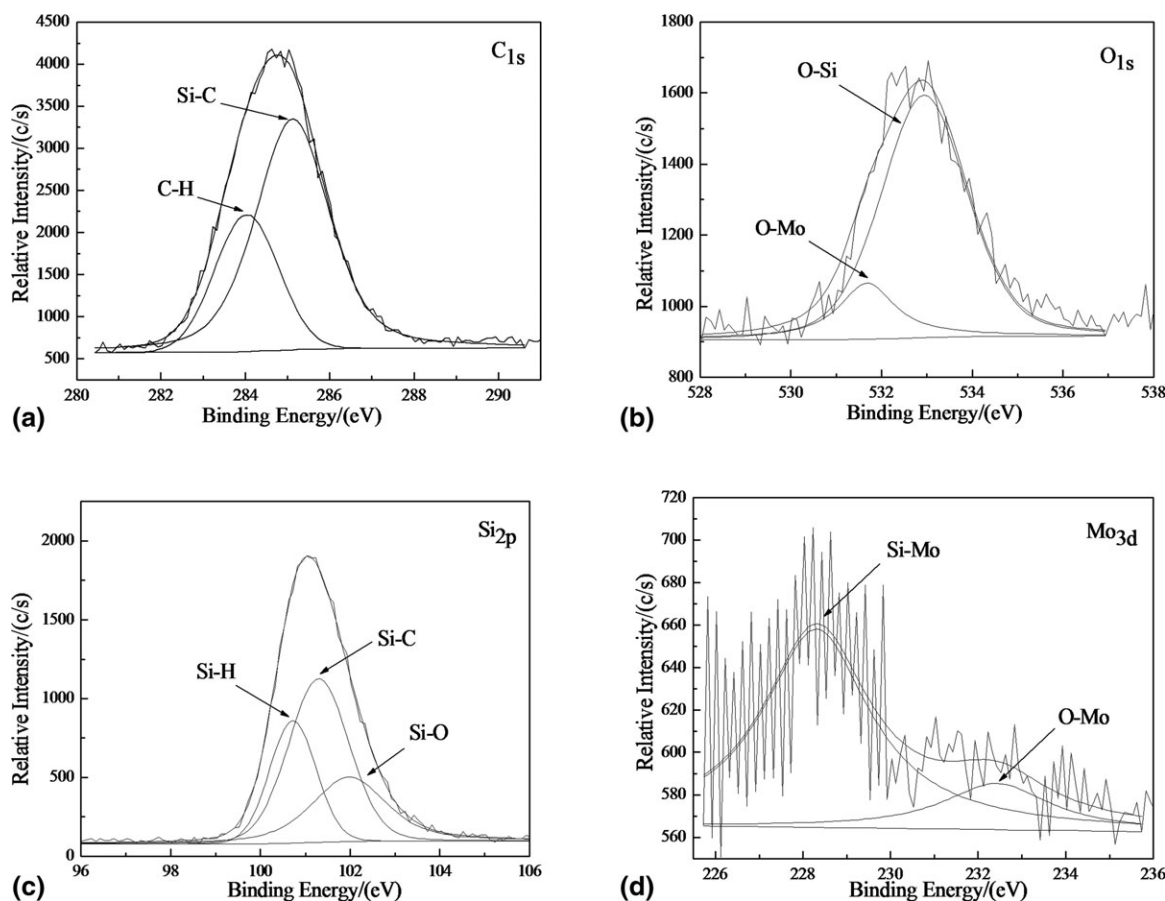 C1s
Si-C
C-H
Relative Intensity/(c/s)
4500
4000
3500
3000
2500
2000
1500
1000
500
280 282 284 286 288 290
Binding Energy/(eV)
(a)
O1s
O-Si
O-Mo
Relative Intensity/(c/s)
1800
1600
1400
1200
1000
800
528 530 532 534 536 538
Binding Energy/(eV)
(b)
Si2p
Si-C
Si-H
Si-O
Relative Intensity/(c/s)
2000
1500
1000
500
0
96 98 100 102 104 106
Binding Energy/(eV)
(c)
Mo3d
Si-Mo
O-Mo
Relative Intensity/(c/s)
720
700
680
660
640
620
600
580
560
226 228 230 232 234 236
Binding Energy/(eV)
(d)